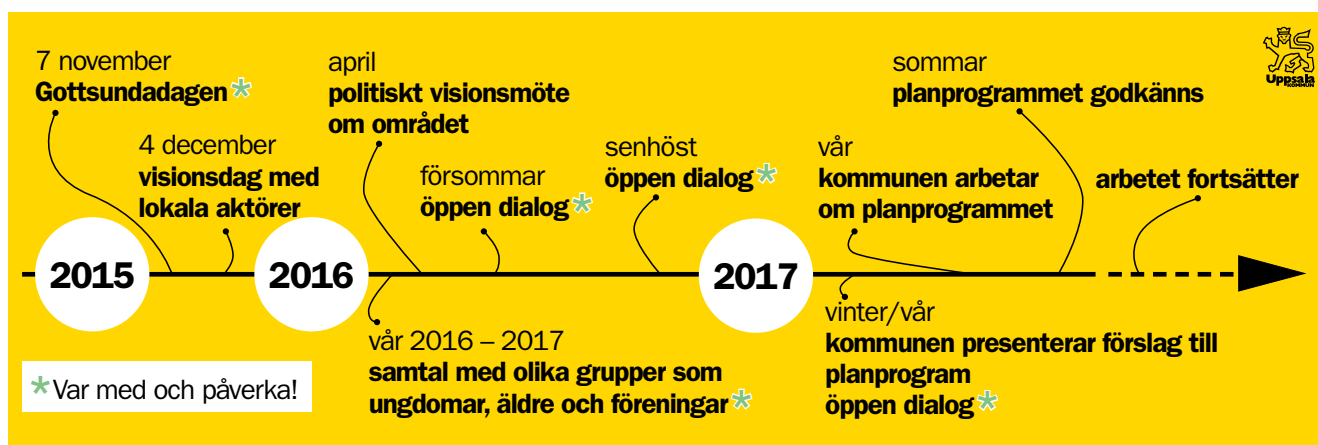 7 november
Gottsundadagen*
4 december
visionsdag med
lokala aktörer
april
politiskt visionsmöte
om området
försommar
öppen dialog*
senhöst
öppen dialog*
vår
kommunen arbetar
om planprogrammet
sommar
planprogrammet godkänns
arbetet fortsätter
Uppsala
KOMMUN
2015
2016
2017
vår 2016 – 2017
samtal med olika grupper som
ungdomar, äldre och föreningar*
vinter/vår
kommunen presenterar förslag till
planprogram
öppen dialog*
*Var med och påverka!